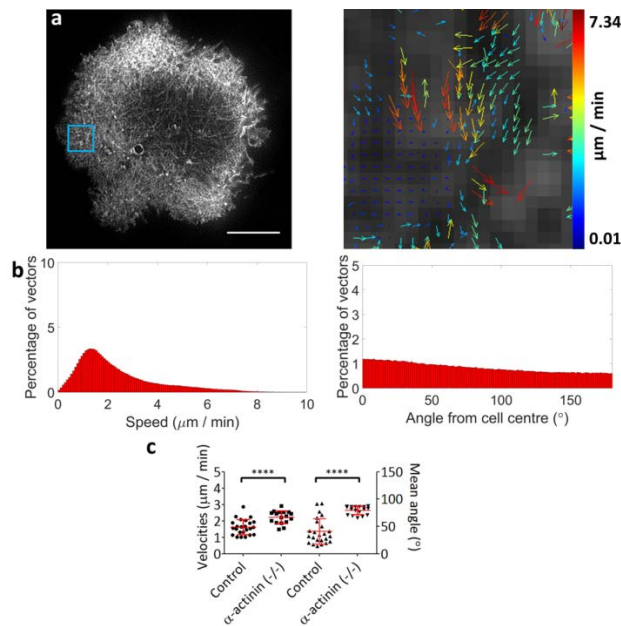 a
7.34
μm / min
0.01
b
10
5
0
Percentage of vectors
0 2 4 6 8 10
Speed (μm / min)
5
4
3
2
1
0
Percentage of vectors
0 50 100 150
Angle from cell centre (°)
c
****
****
Velocities (μm / min)
5
4
3
2
1
0
150
100
50
0
Mean angle (°)
Control
α-actinin (-/-)
Control
α-actinin (-/-)